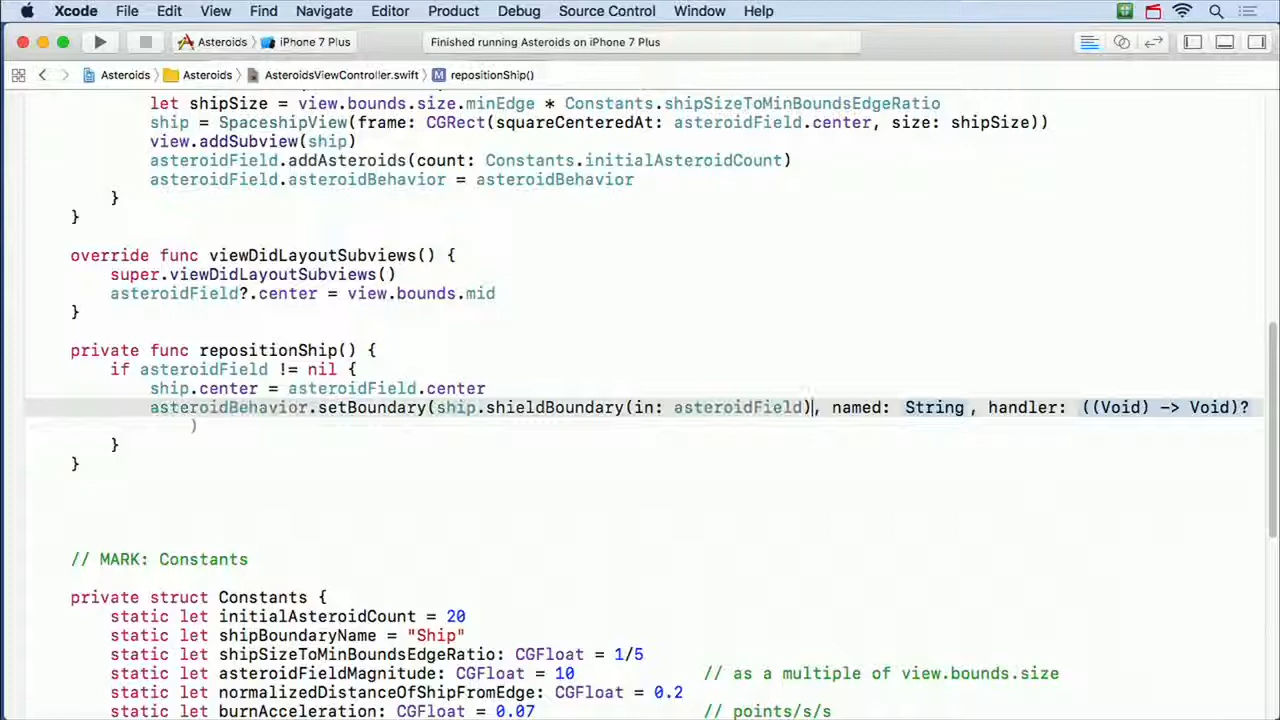 Xcode File Edit View Find Navigate Editor Product Debug Source Control Window Help
Asteroids iPhone 7 Plus Finished running Asteroids on iPhone 7 Plus
Asteroids Asteroids AsteroidsViewController.swift M repositionShip()
let shipSize = view.bounds.size.minEdge * Constants.shipSizeToMinBoundsEdgeRatio
ship = SpaceshipView(frame: CGRect(squareCenteredAt: asteroidField.center, size: shipSize))
view.addSubview(ship)
asteroidField.addAsteroids(count: Constants.initialAsteroidCount)
asteroidField.asteroidBehavior = asteroidBehavior
}
}
override func viewDidLayoutSubviews() {
super.viewDidLayoutSubviews()
asteroidField?.center = view.bounds.mid
}
private func repositionShip() {
if asteroidField != nil {
ship.center = asteroidField.center
asteroidBehavior.setBoundary(ship.shieldBoundary(in: asteroidField), named: String, handler: ((Void) -> Void)?
)
}
}
// MARK: Constants
private struct Constants {
static let initialAsteroidCount = 20
static let shipBoundaryName = "Ship"
static let shipSizeToMinBoundsEdgeRatio: CGFloat = 1/5
static let asteroidFieldMagnitude: CGFloat = 10 // as a multiple of view.bounds.size
static let normalizedDistanceOfShipFromEdge: CGFloat = 0.2
static let burnAcceleration: CGFloat = 0.07 // points/s/s